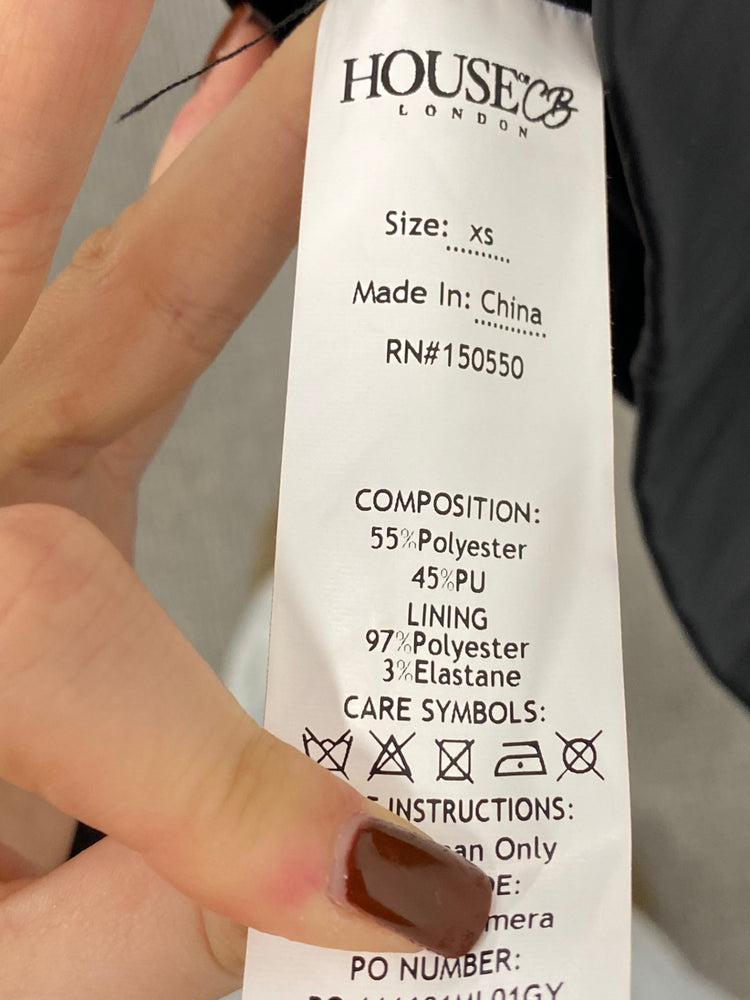 HOUSE OF CB
LONDON
Size: XS
Made In: China
RN#150550
COMPOSITION:
55%Polyester
45%PU
LINING
97%Polyester
3%Elastane
CARE SYMBOLS:
INSTRUCTIONS:
Only
PO NUMBER: